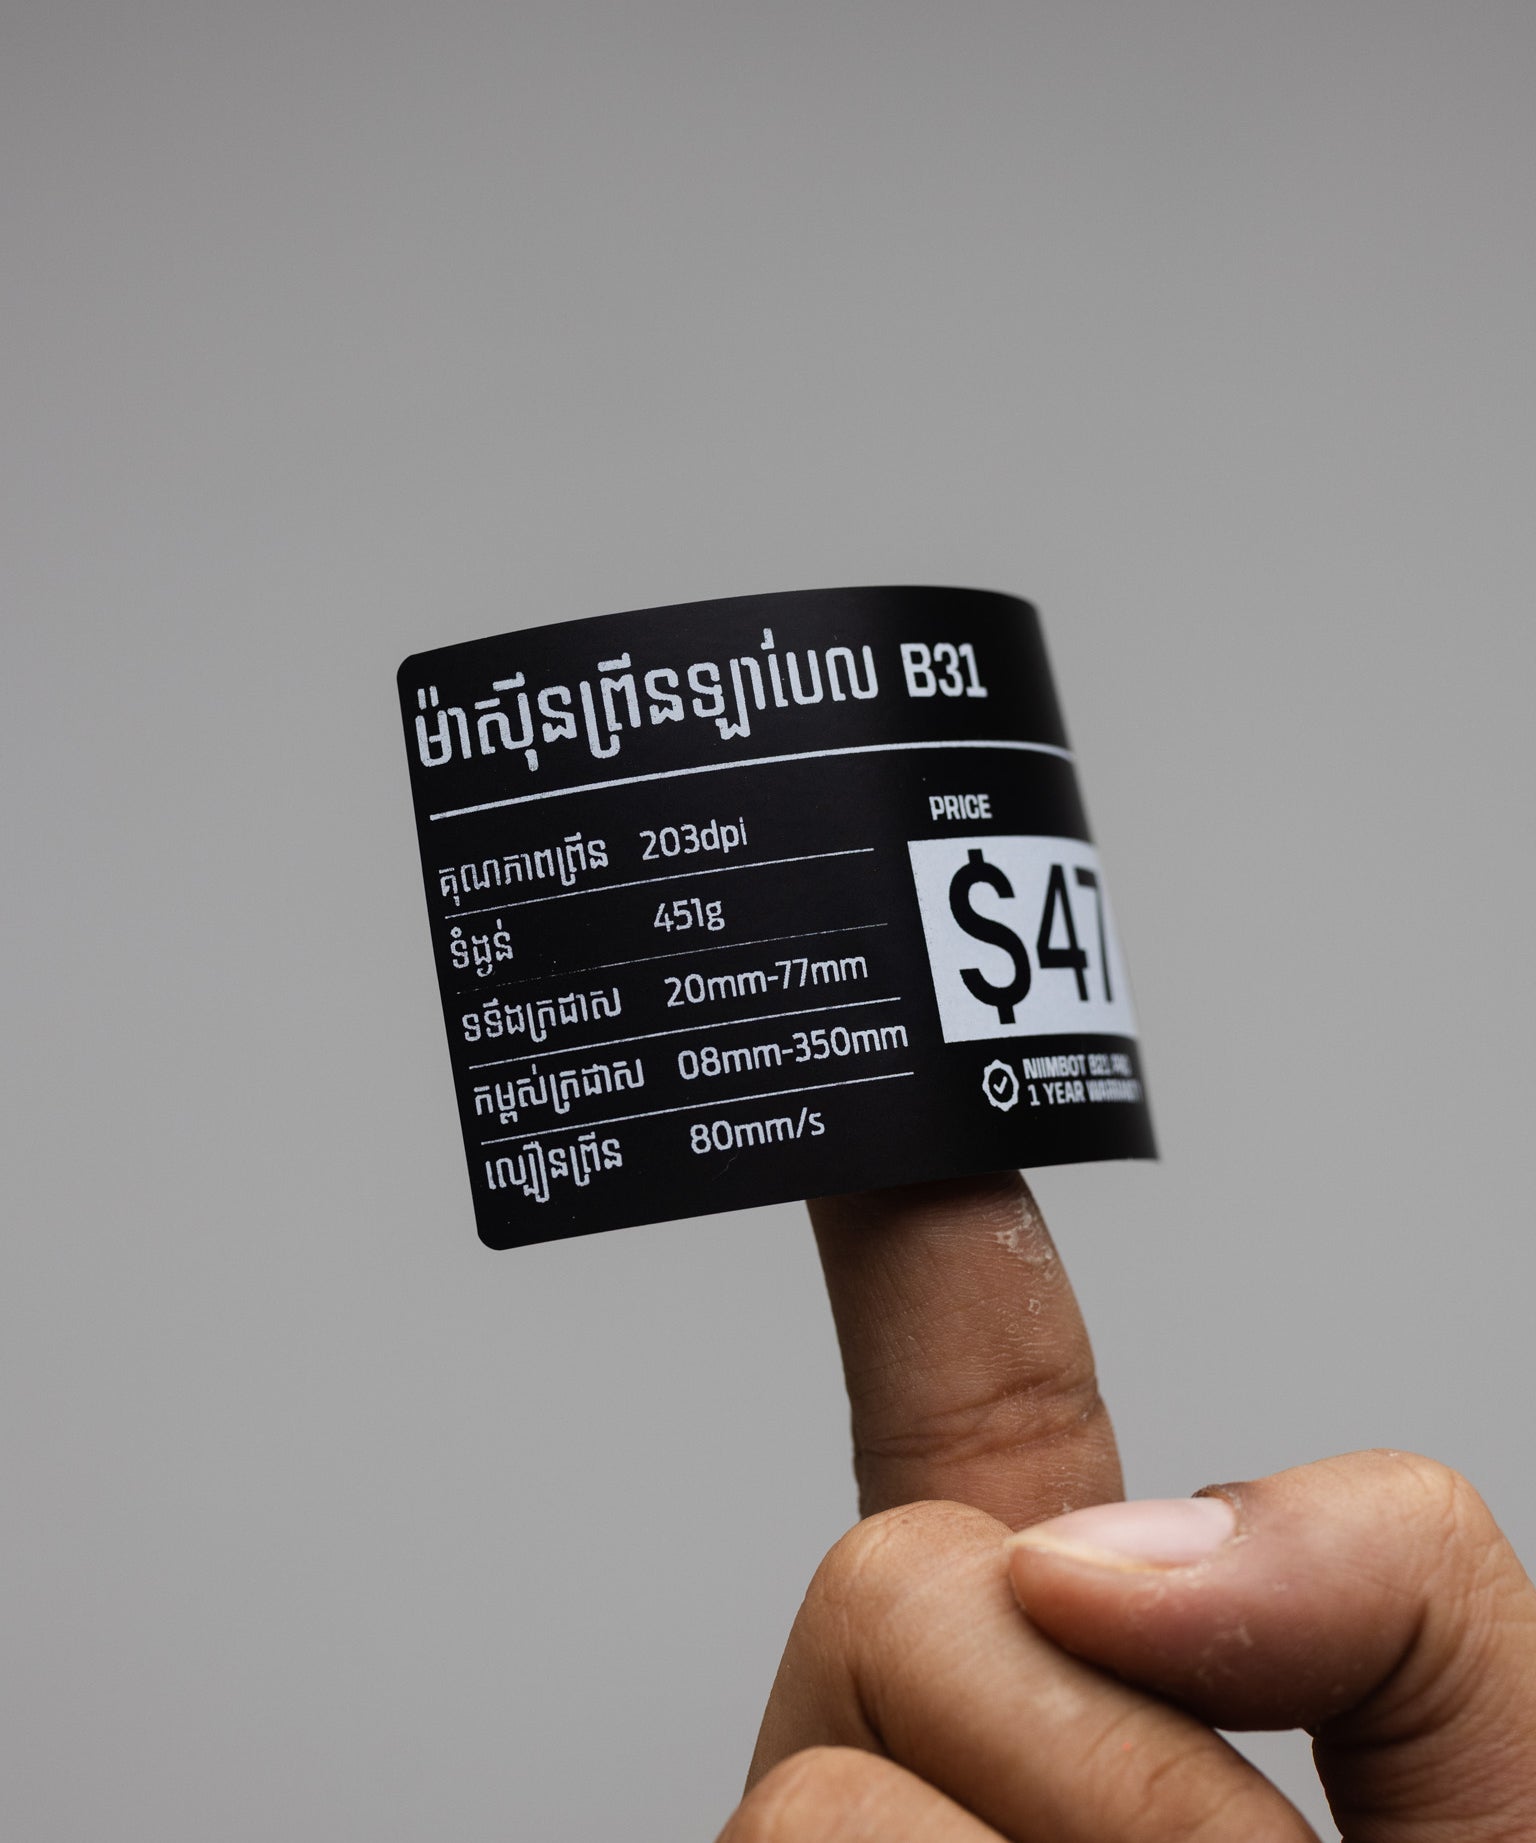 ម៉ាស៊ីនព្រីនឡាបែល B31
គុណភាពព្រីន 203dpi
ទំងន់ 451g
ទទឹងក្រដាស 20mm-77mm
កម្ពស់ក្រដាស 08mm-350mm
ល្បឿនព្រីន 80mm/s
PRICE
$47
NIIMBOT
1 YEAR WARRANTY